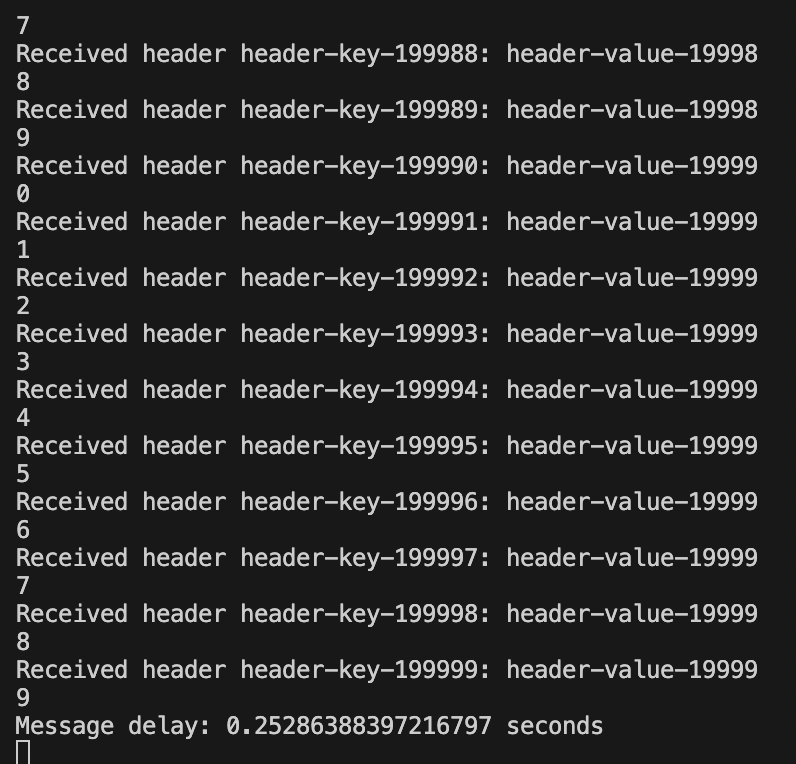 7
Received header header-key-199988: header-value-19998
8
Received header header-key-199989: header-value-19998
9
Received header header-key-199990: header-value-19999
0
Received header header-key-199991: header-value-19999
1
Received header header-key-199992: header-value-19999
2
Received header header-key-199993: header-value-19999
3
Received header header-key-199994: header-value-19999
4
Received header header-key-199995: header-value-19999
5
Received header header-key-199996: header-value-19999
6
Received header header-key-199997: header-value-19999
7
Received header header-key-199998: header-value-19999
8
Received header header-key-199999: header-value-19999
9
Message delay: 0.25286388397216797 seconds